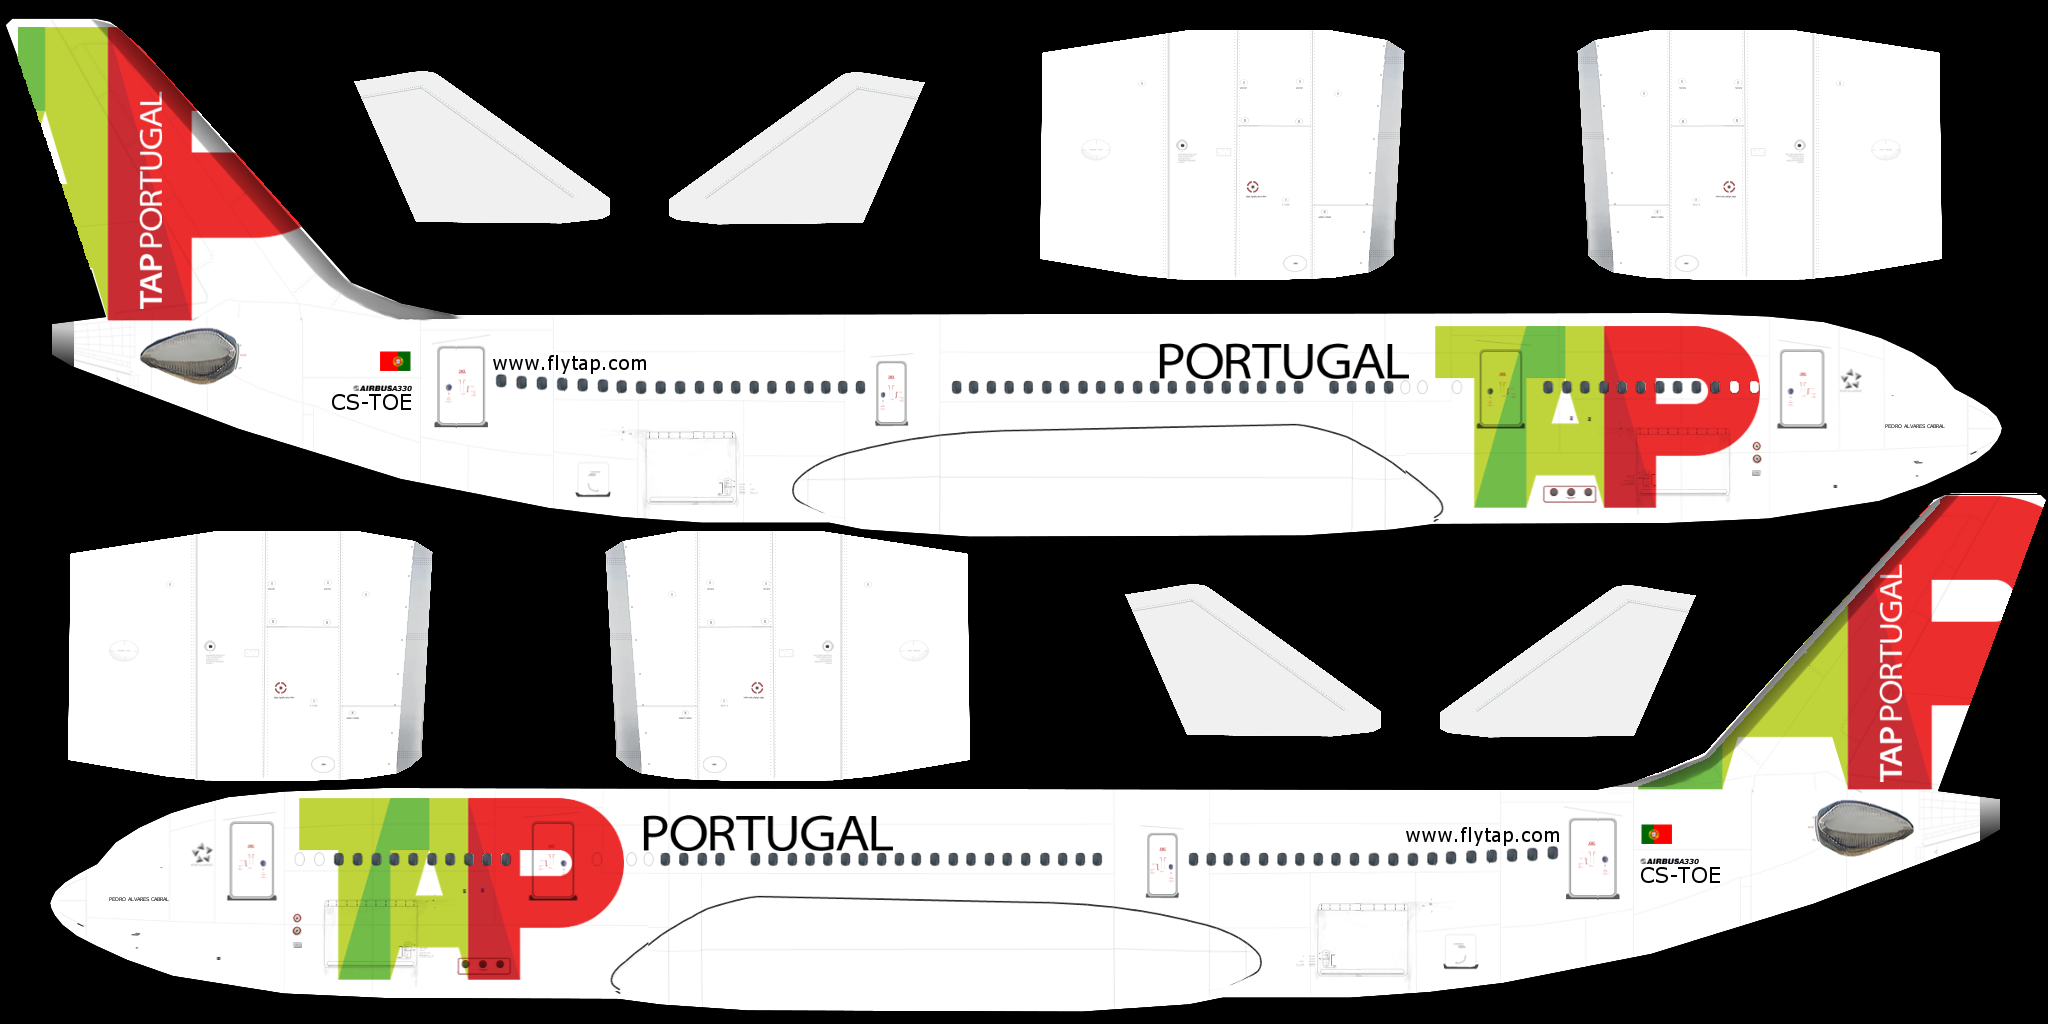 TAP PORTUGAL
www.flytap.com
PORTUGAL
TAP
AIRBUS A330
CS-TOE
PEDRO ALVARES CABRAL
TAP PORTUGAL
TAP
PORTUGAL
www.flytap.com
AIRBUS A330
CS-TOE
PEDRO ALVARES CABRAL